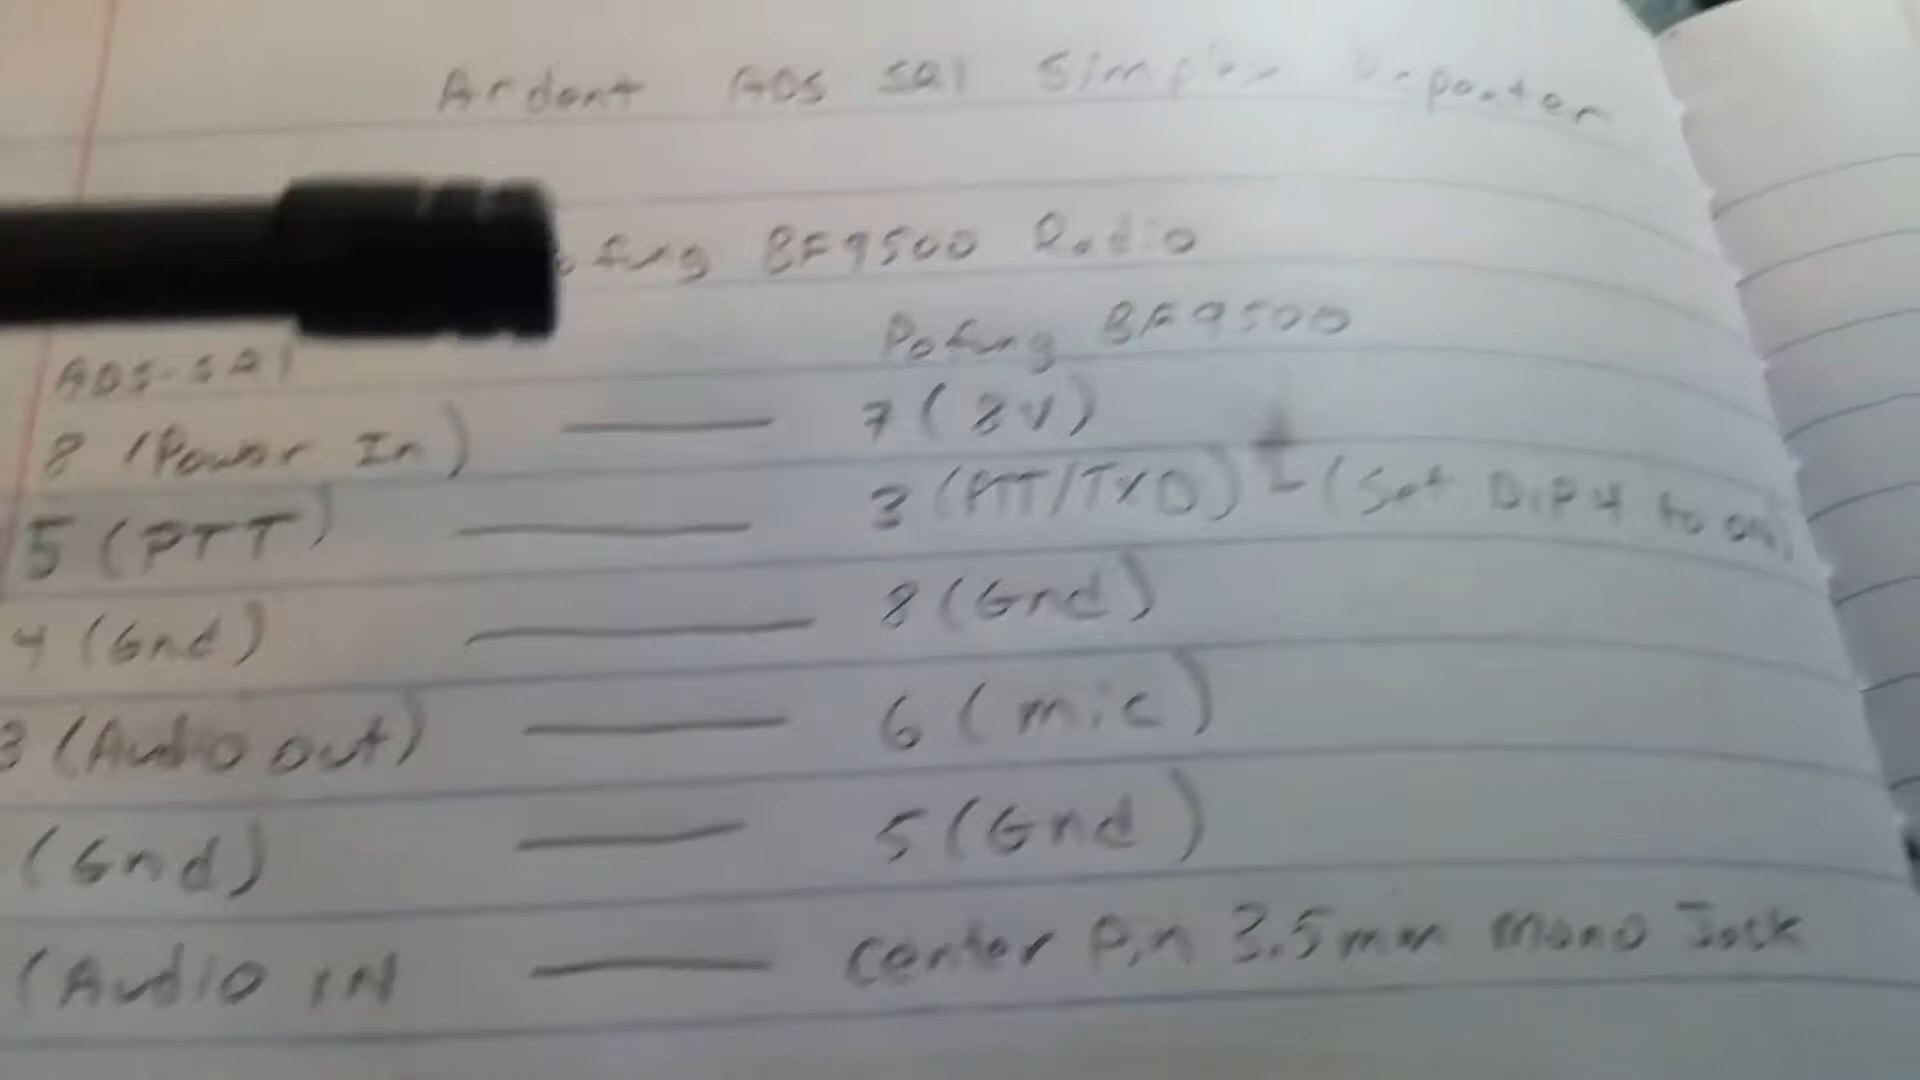 Ardent ADS SR1 Simplex Repeater
ofung BF9500 Radio
ADS-SR1 Pofung BF9500
8 (Power In) — 7 (8V)
5 (PTT) — 3 (PTT/TXD) - (Set DiP 4 to on)
4 (Gnd) — 8 (Gnd)
3 (Audio out) — 6 (mic)
(Gnd) — 5 (Gnd)
(Audio IN — center Pin 3.5mm mono Jack